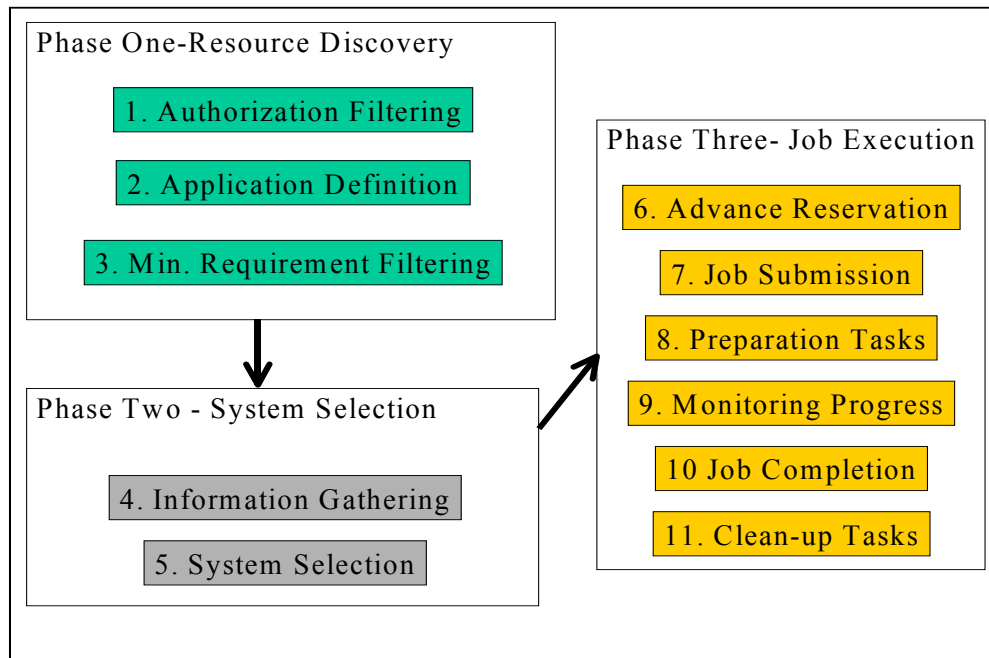 Phase One-Resource Discovery
1. Authorization Filtering
2. Application Definition
3. Min. Requirement Filtering
Phase Two - System Selection
4. Information Gathering
5. System Selection
Phase Three- Job Execution
6. Advance Reservation
7. Job Submission
8. Preparation Tasks
9. Monitoring Progress
10 Job Completion
11. Clean-up Tasks